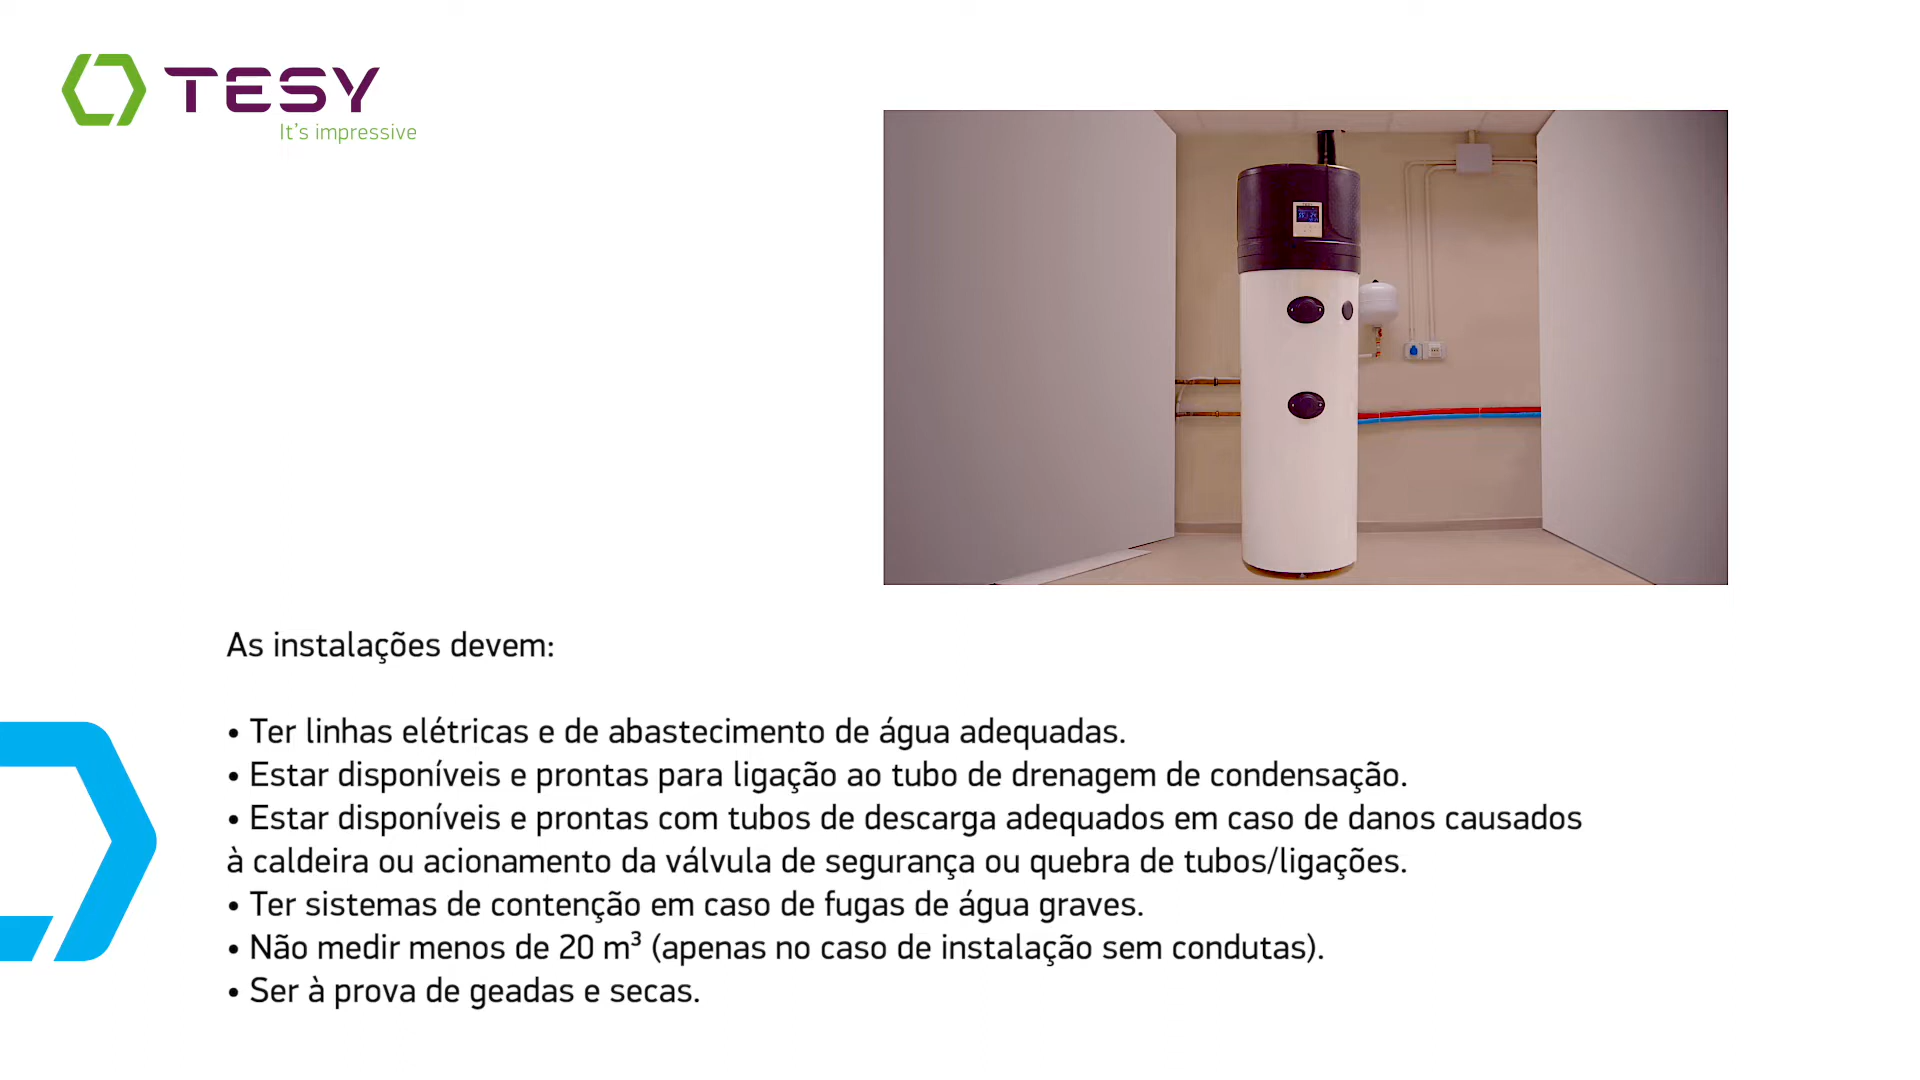 TESY
It's impressive
As instalações devem:
• Ter linhas elétricas e de abastecimento de água adequadas.
• Estar disponíveis e prontas para ligação ao tubo de drenagem de condensação.
• Estar disponíveis e prontas com tubos de descarga adequados em caso de danos causados
à caldeira ou acionamento da válvula de segurança ou quebra de tubos/ligações.
• Ter sistemas de contenção em caso de fugas de água graves.
• Não medir menos de 20 m³ (apenas no caso de instalação sem condutas).
• Ser à prova de geadas e secas.